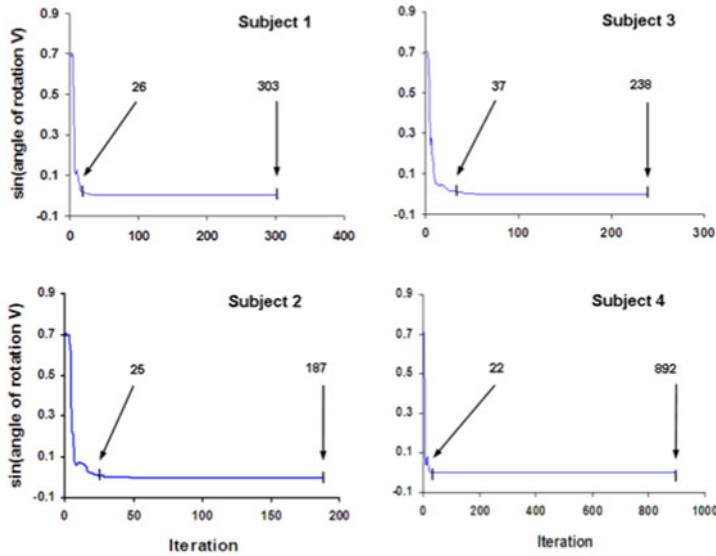 Subject 1
sin(angle of rotation V)
0.9
0.7
0.5
0.3
0.1
-0.1
26
303
0 100 200 300 400
Subject 3
0.9
0.7
0.5
0.3
0.1
-0.1
37
238
0 100 200 300
Subject 2
sin(angle of rotation V)
0.9
0.7
0.5
0.3
0.1
-0.1
25
187
0 50 100 150 200
Iteration
Subject 4
0.9
0.7
0.5
0.3
0.1
-0.1
22
892
0 200 400 600 800 1000
Iteration